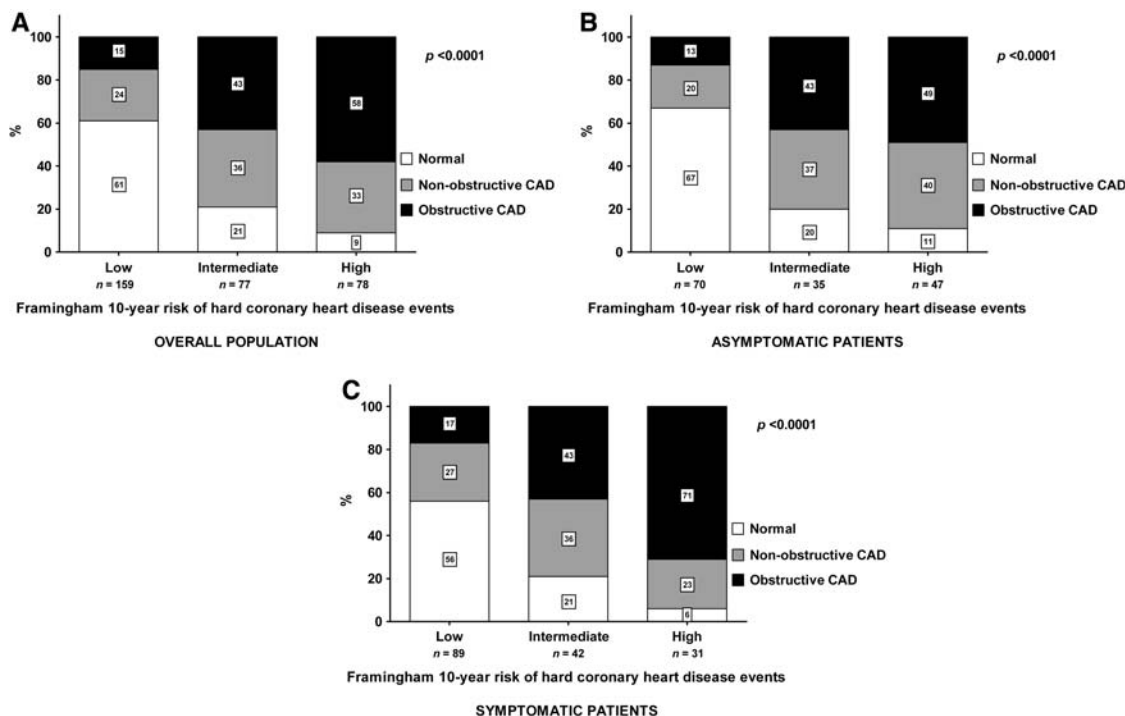 A
100
80
60
40
20
0
%
15
24
61
43
36
21
58
33
9
p <0.0001
Normal
Non-obstructive CAD
Obstructive CAD
Low
Intermediate
High
n = 159
n = 77
n = 78
Framingham 10-year risk of hard coronary heart disease events
OVERALL POPULATION
B
100
80
60
40
20
0
%
13
20
67
43
37
20
49
40
11
p <0.0001
Normal
Non-obstructive CAD
Obstructive CAD
Low
Intermediate
High
n = 70
n = 35
n = 47
Framingham 10-year risk of hard coronary heart disease events
ASYMPTOMATIC PATIENTS
C
100
80
60
40
20
0
%
17
27
56
43
36
21
71
23
6
p <0.0001
Normal
Non-obstructive CAD
Obstructive CAD
Low
Intermediate
High
n = 89
n = 42
n = 31
Framingham 10-year risk of hard coronary heart disease events
SYMPTOMATIC PATIENTS